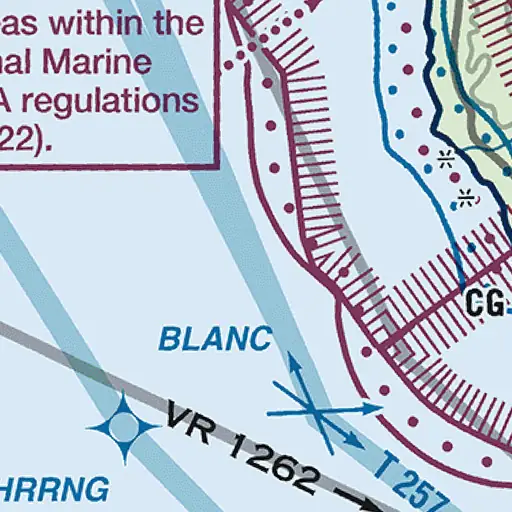 eas within the
nal Marine
A regulations
22).
BLANC
CG
VR 1262
T 257
HRRNG